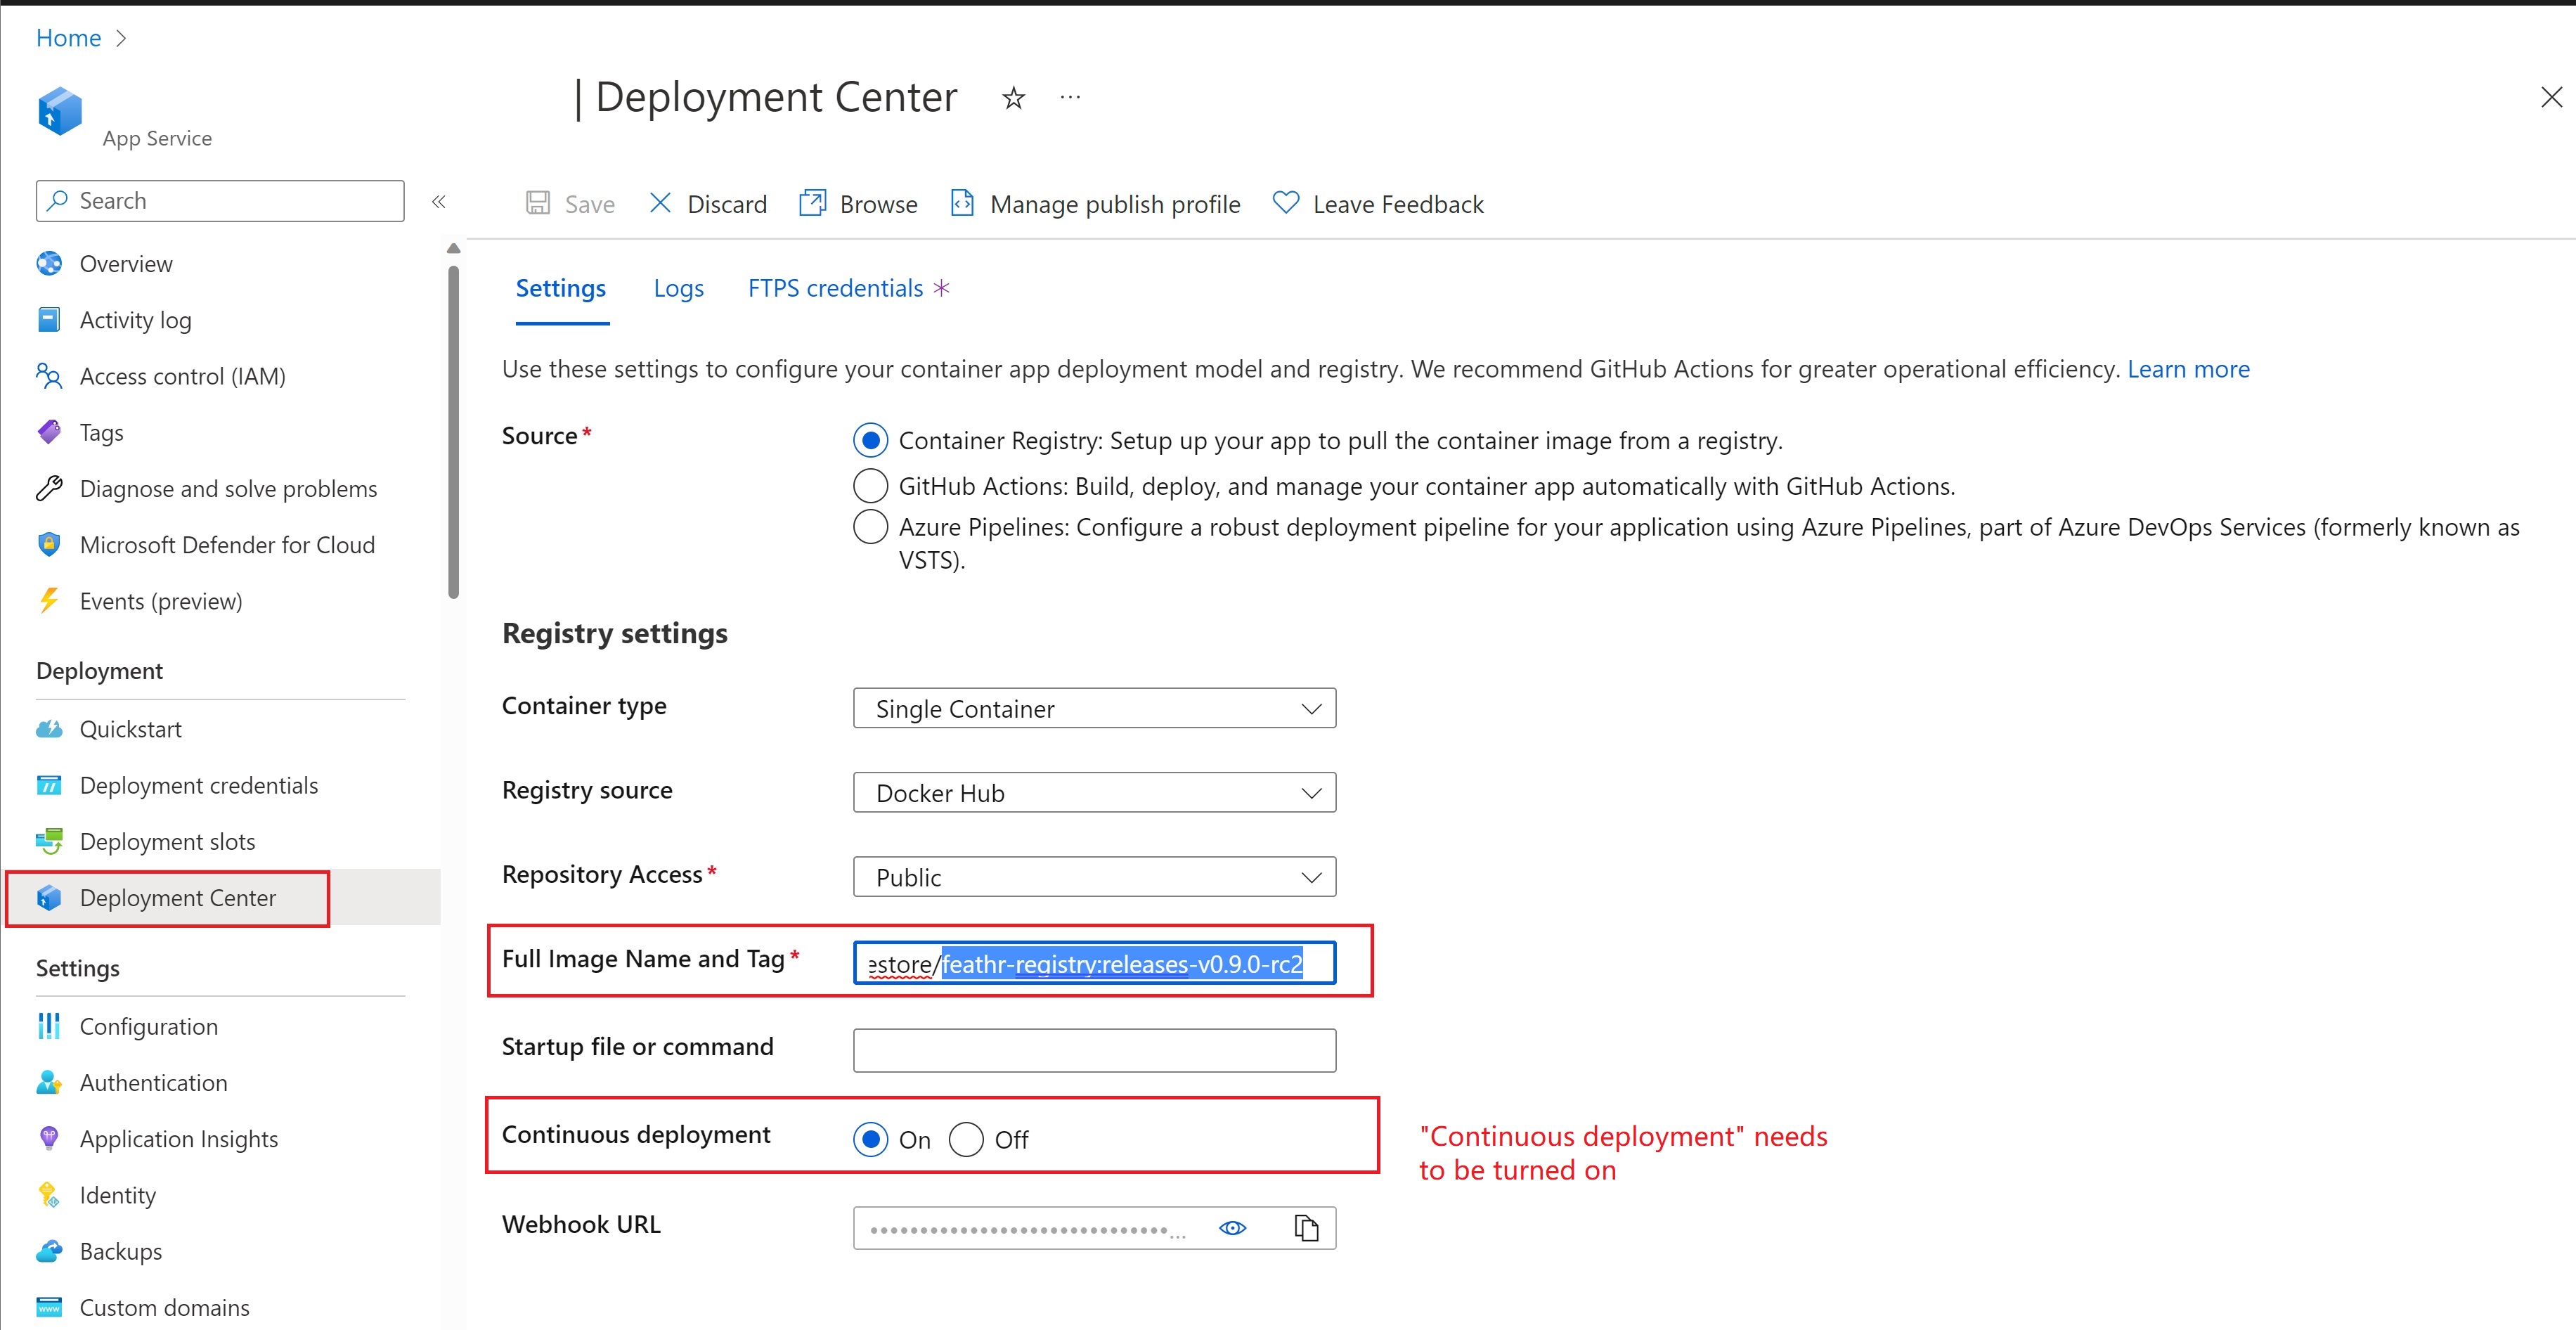 Home
| Deployment Center
App Service
Search
Save
Discard
Browse
Manage publish profile
Leave Feedback
Overview
Activity log
Access control (IAM)
Tags
Diagnose and solve problems
Microsoft Defender for Cloud
Events (preview)
Deployment
Quickstart
Deployment credentials
Deployment slots
Deployment Center
Settings
Configuration
Authentication
Application Insights
Identity
Backups
Custom domains
Settings
Logs
FTPS credentials *
Use these settings to configure your container app deployment model and registry. We recommend GitHub Actions for greater operational efficiency. Learn more
Source*
Container Registry: Setup up your app to pull the container image from a registry.
GitHub Actions: Build, deploy, and manage your container app automatically with GitHub Actions.
Azure Pipelines: Configure a robust deployment pipeline for your application using Azure Pipelines, part of Azure DevOps Services (formerly known as
VSTS).
Registry settings
Container type
Single Container
Registry source
Docker Hub
Repository Access*
Public
Full Image Name and Tag*
estore/feathr-registry:releases-v0.9.0-rc2
Startup file or command
Continuous deployment
On
Off
"Continuous deployment" needs
to be turned on
Webhook URL